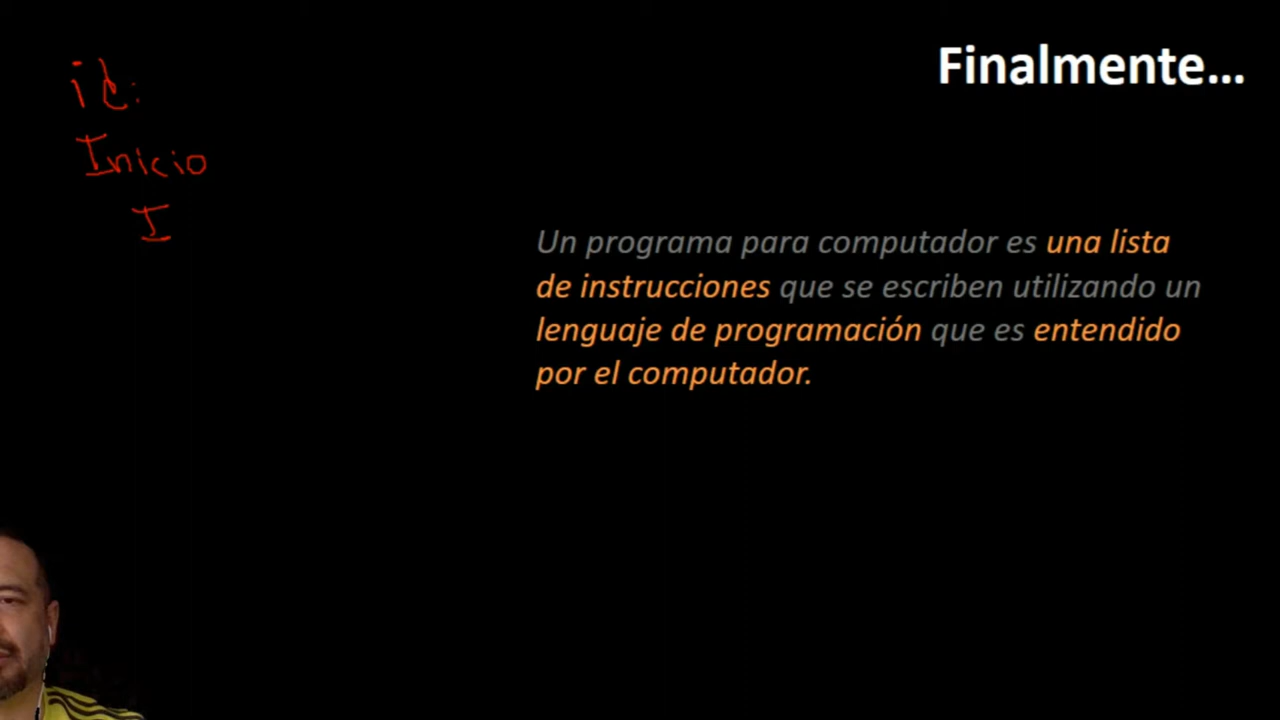 Finalmente...
Inicio
I
Un programa para computador es una lista
de instrucciones que se escriben utilizando un
lenguaje de programación que es entendido
por el computador.